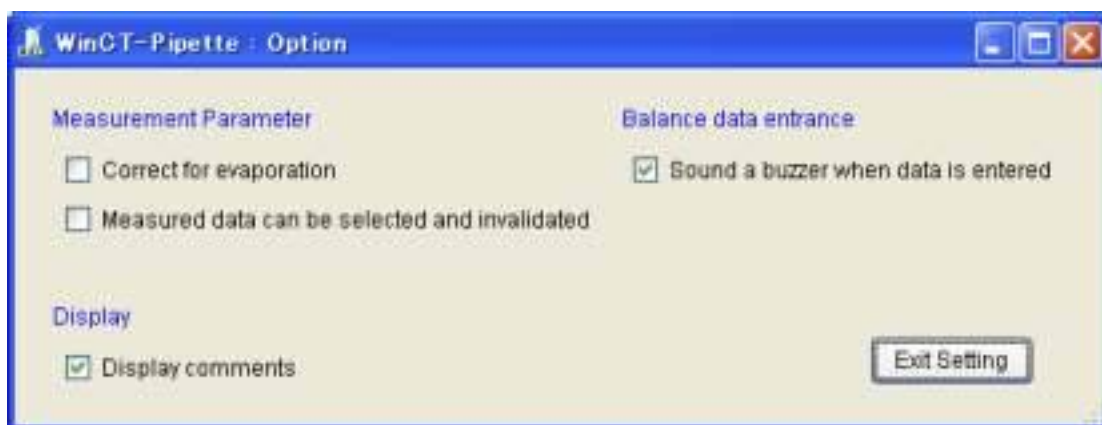 WinCT-Pipette : Option
Measurement Parameter
Correct for evaporation
Measured data can be selected and invalidated
Balance data entrance
Sound a buzzer when data is entered
Display
Display comments
Exit Setting